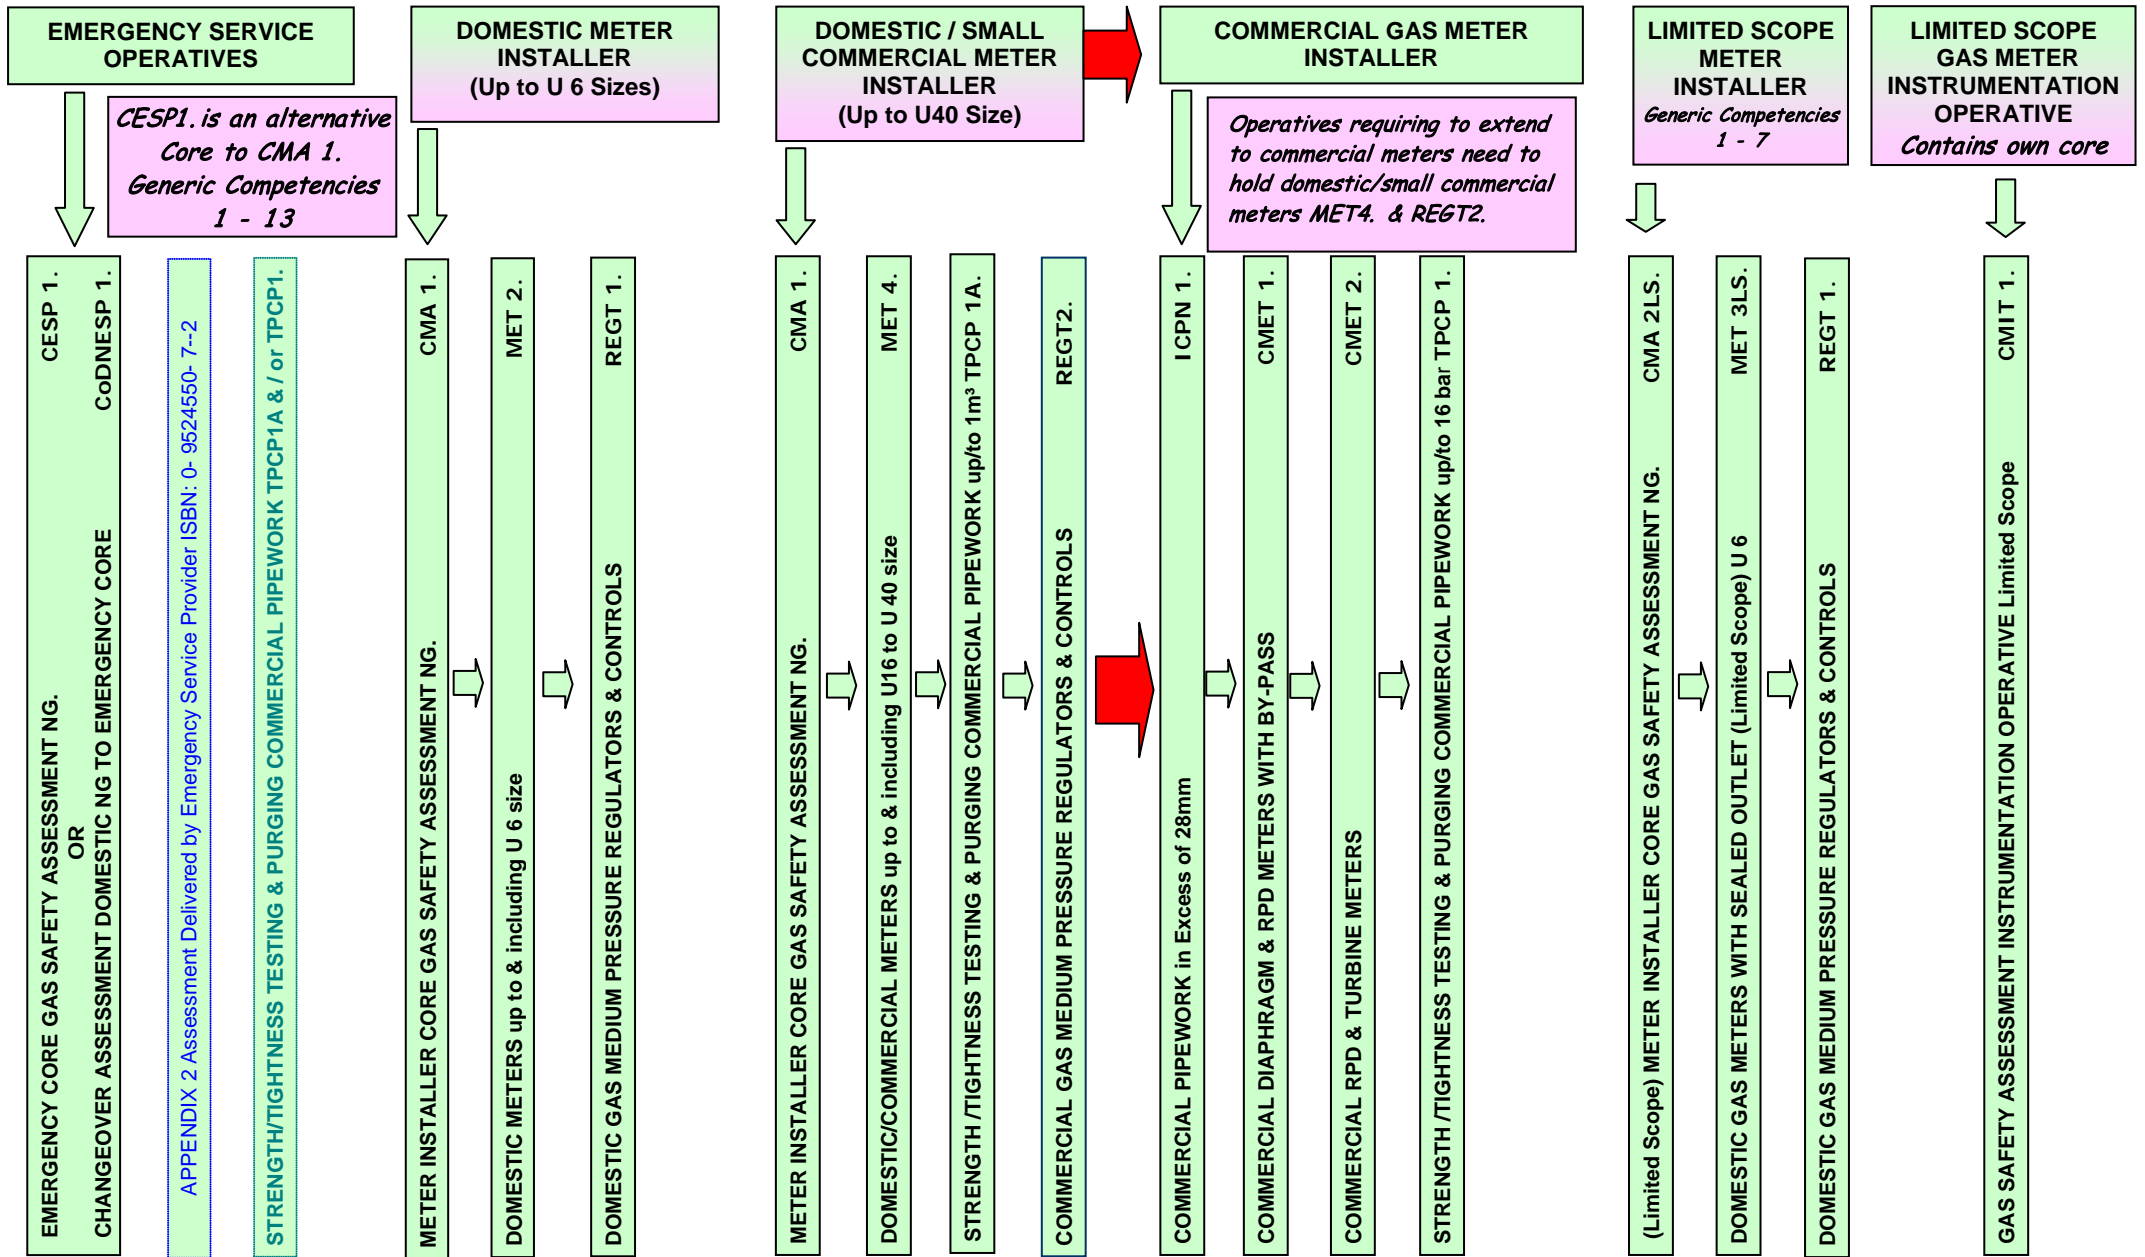 EMERGENCY SERVICE
OPERATIVES
CESP1. is an alternative
Core to CMA 1.
Generic Competencies
1 - 13
DOMESTIC METER
INSTALLER
(Up to U 6 Sizes)
DOMESTIC / SMALL
COMMERCIAL METER
INSTALLER
(Up to U40 Size)
COMMERCIAL GAS METER
INSTALLER
Operatives requiring to extend
to commercial meters need to
hold domestic/small commercial
meters MET4. & REGT2.
LIMITED SCOPE
METER
INSTALLER
Generic Competencies
1 - 7
LIMITED SCOPE
GAS METER
INSTRUMENTATION
OPERATIVE
Contains own core
EMERGENCY CORE GAS SAFETY ASSESSMENT NG. CESP 1.
OR
CHANGEOVER ASSESSMENT DOMESTIC NG TO EMERGENCY CORE CoDNESP 1.
APPENDIX 2 Assessment Delivered by Emergency Service Provider ISBN: 0- 9524550- 7--2
STRENGTH/TIGHTNESS TESTING & PURGING COMMERCIAL PIPEWORK TPCP1A & / or TPCP1.
METER INSTALLER CORE GAS SAFETY ASSESSMENT NG. CMA 1.
DOMESTIC METERS up to & including U 6 size MET 2.
DOMESTIC GAS MEDIUM PRESSURE REGULATORS & CONTROLS REGT 1.
METER INSTALLER CORE GAS SAFETY ASSESSMENT NG. CMA 1.
DOMESTIC/COMMERCIAL METERS up to & including U16 to U 40 size MET 4.
STRENGTH /TIGHTNESS TESTING & PURGING COMMERCIAL PIPEWORK up/to 1m³ TPCP 1A.
COMMERCIAL GAS MEDIUM PRESSURE REGULATORS & CONTROLS REGT2.
COMMERCIAL PIPEWORK in Excess of 28mm ICPN 1.
COMMERCIAL DIAPHRAGM & RPD METERS WITH BY-PASS CMET 1.
COMMERCIAL RPD & TURBINE METERS CMET 2.
STRENGTH /TIGHTNESS TESTING & PURGING COMMERCIAL PIPEWORK up/to 16 bar TPCP 1.
(Limited Scope) METER INSTALLER CORE GAS SAFETY ASSESSMENT NG. CMA 2LS.
DOMESTIC GAS METERS WITH SEALED OUTLET (Limited Scope) U 6 MET 3LS.
DOMESTIC GAS MEDIUM PRESSURE REGULATORS & CONTROLS REGT 1.
GAS SAFETY ASSESSMENT INSTRUMENTATION OPERATIVE Limited Scope CMIT 1.